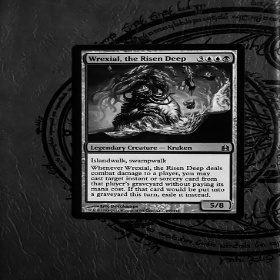 Wrexial, the Risen Deep 3
Legendary Creature — Kraken
Islandwalk, swampwalk
Whenever Wrexial, the Risen Deep deals
combat damage to a player, you may
cast target instant or sorcery card from
that player's graveyard without paying its
mana cost. If that card would be put into
a graveyard this turn, exile it instead.
5/8